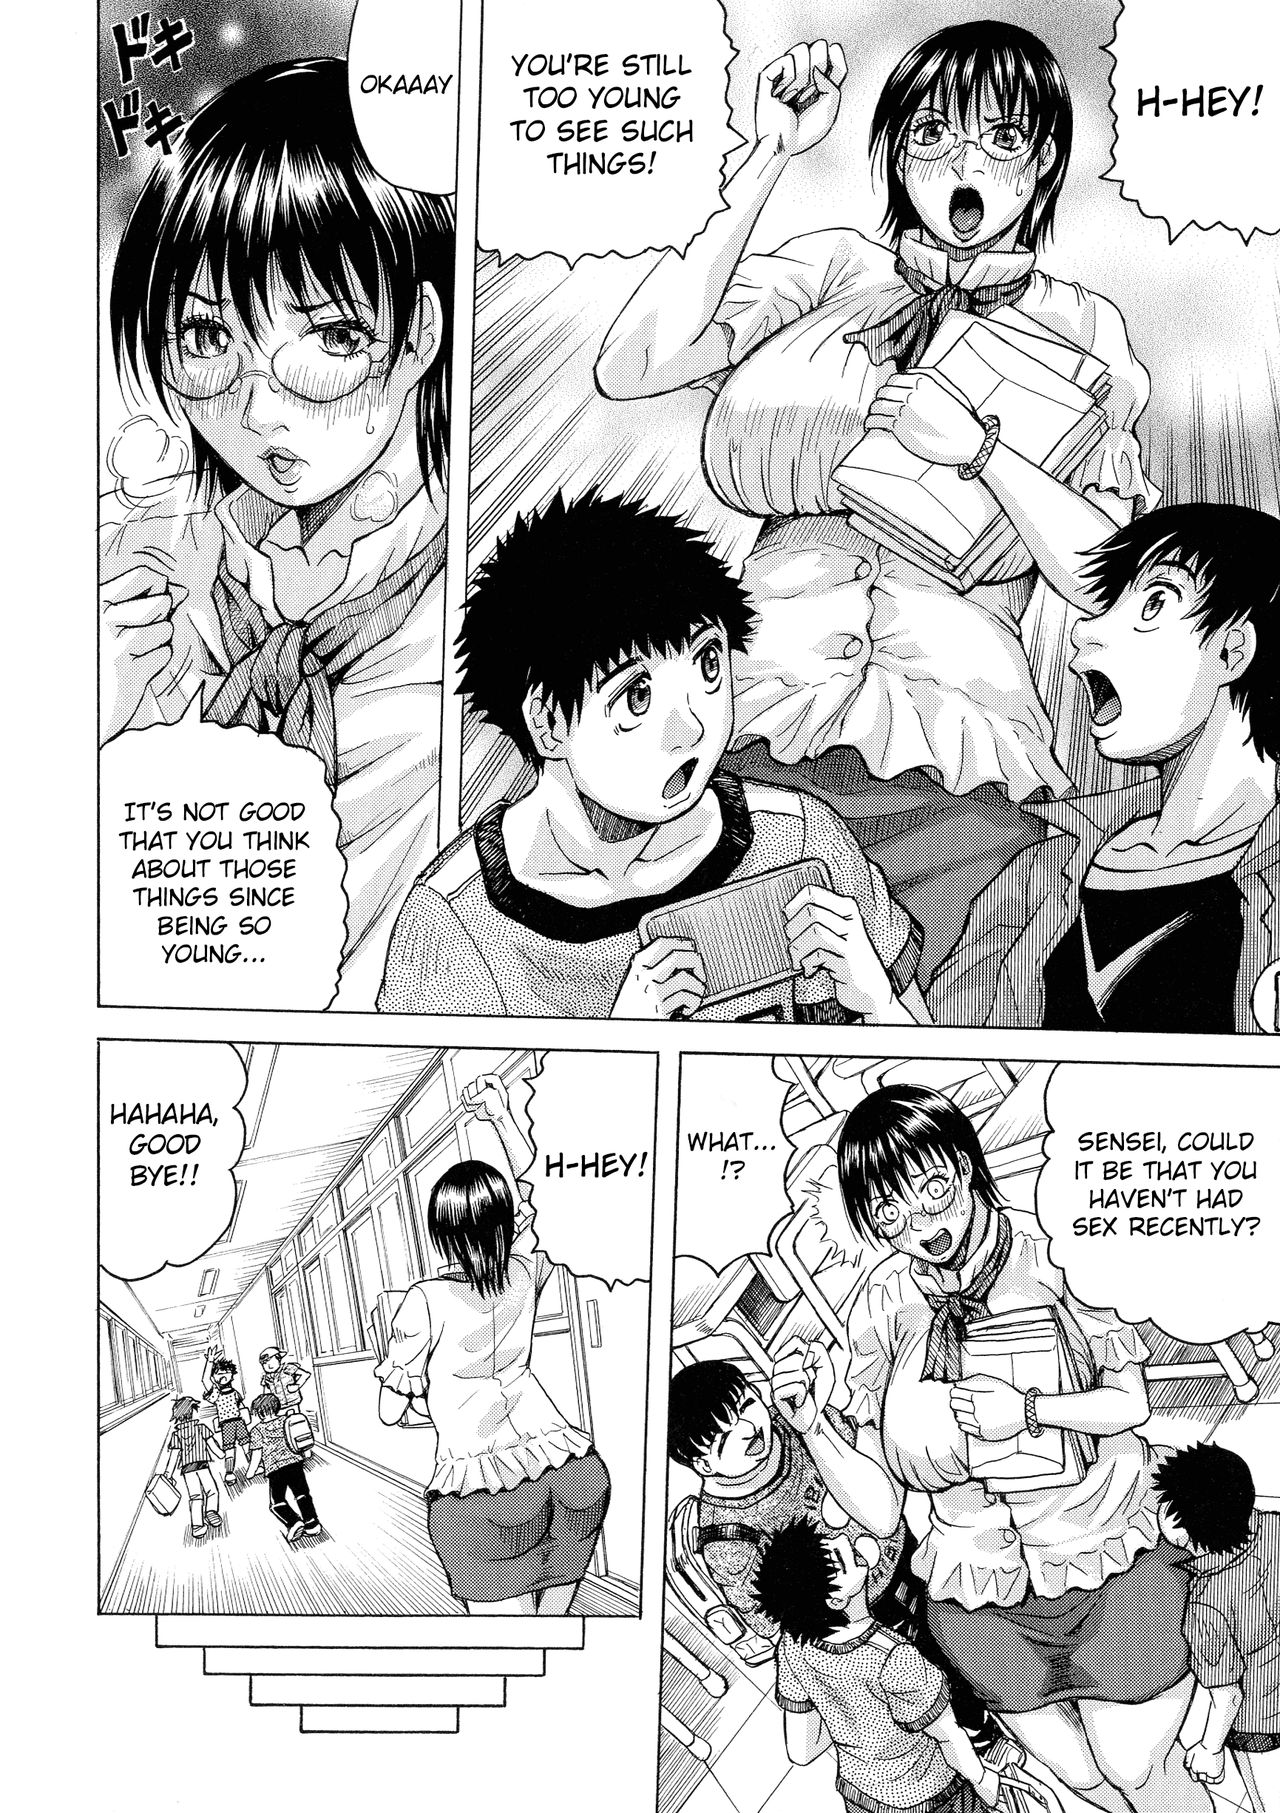 H-HEY!
YOU'RE STILL
TOO YOUNG
TO SEE SUCH
THINGS!
OKAAAY
ドキ
ドキ
IT'S NOT GOOD
THAT YOU THINK
ABOUT THOSE
THINGS SINCE
BEING SO
YOUNG...
SENSEI, COULD
IT BE THAT YOU
HAVEN'T HAD
SEX RECENTLY?
WHAT...
!?
H-HEY!
HAHAHA,
GOOD
BYE!!